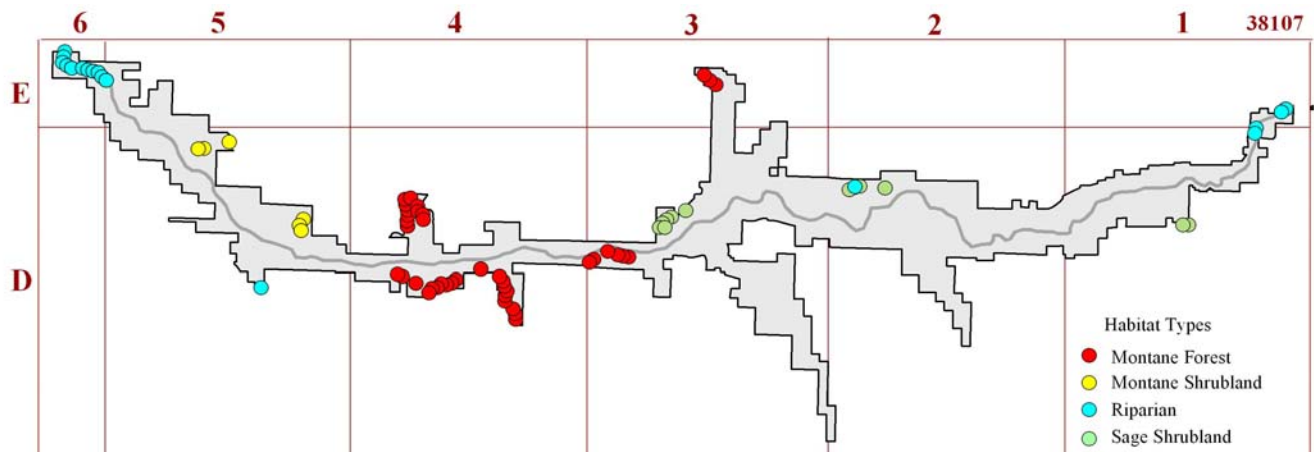 6 5 4 3 2 1 38107
E
D
Habitat Types
Montane Forest
Montane Shrubland
Riparian
Sage Shrubland